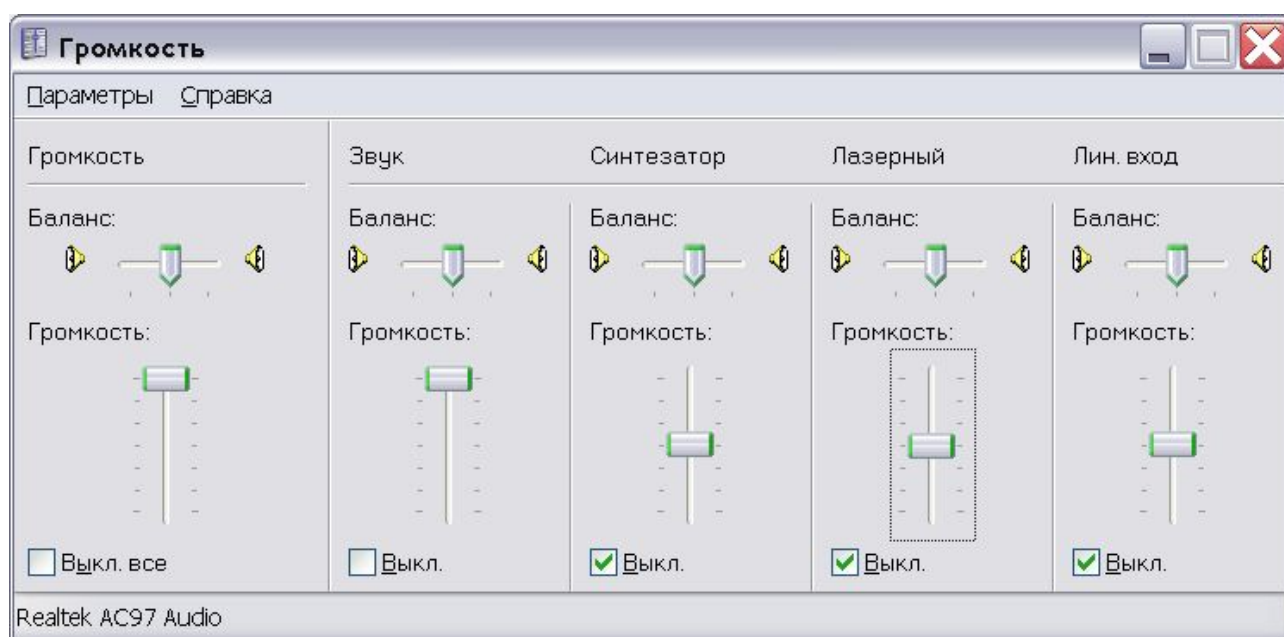 Громкость
Параметры Справка
Громкость Звук Синтезатор Лазерный Лин. вход
Баланс: Баланс: Баланс: Баланс: Баланс:
Громкость: Громкость: Громкость: Громкость: Громкость:
Выкл. все Выкл. Выкл. Выкл. Выкл.
Realtek AC97 Audio